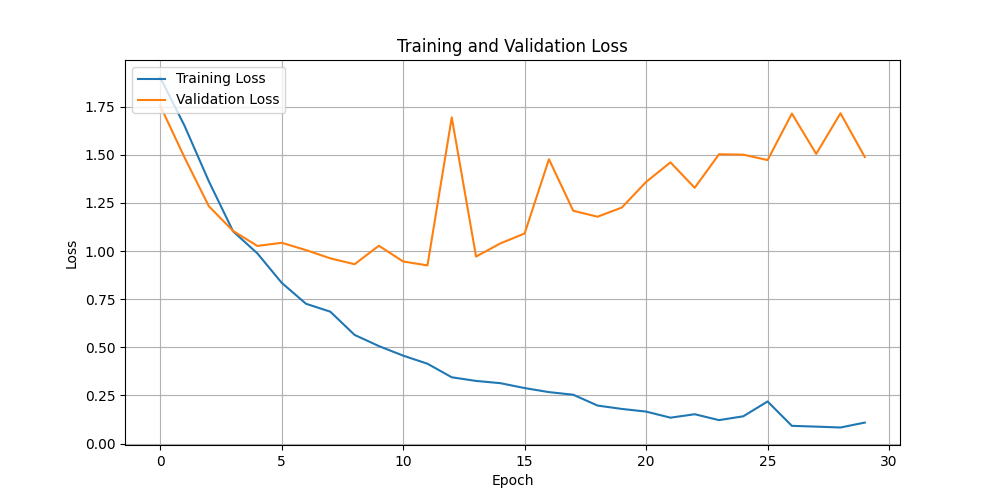 Training and Validation Loss
Training Loss
Validation Loss
1.75
1.50
1.25
1.00
0.75
0.50
0.25
0.00
Loss
0 5 10 15 20 25 30
Epoch